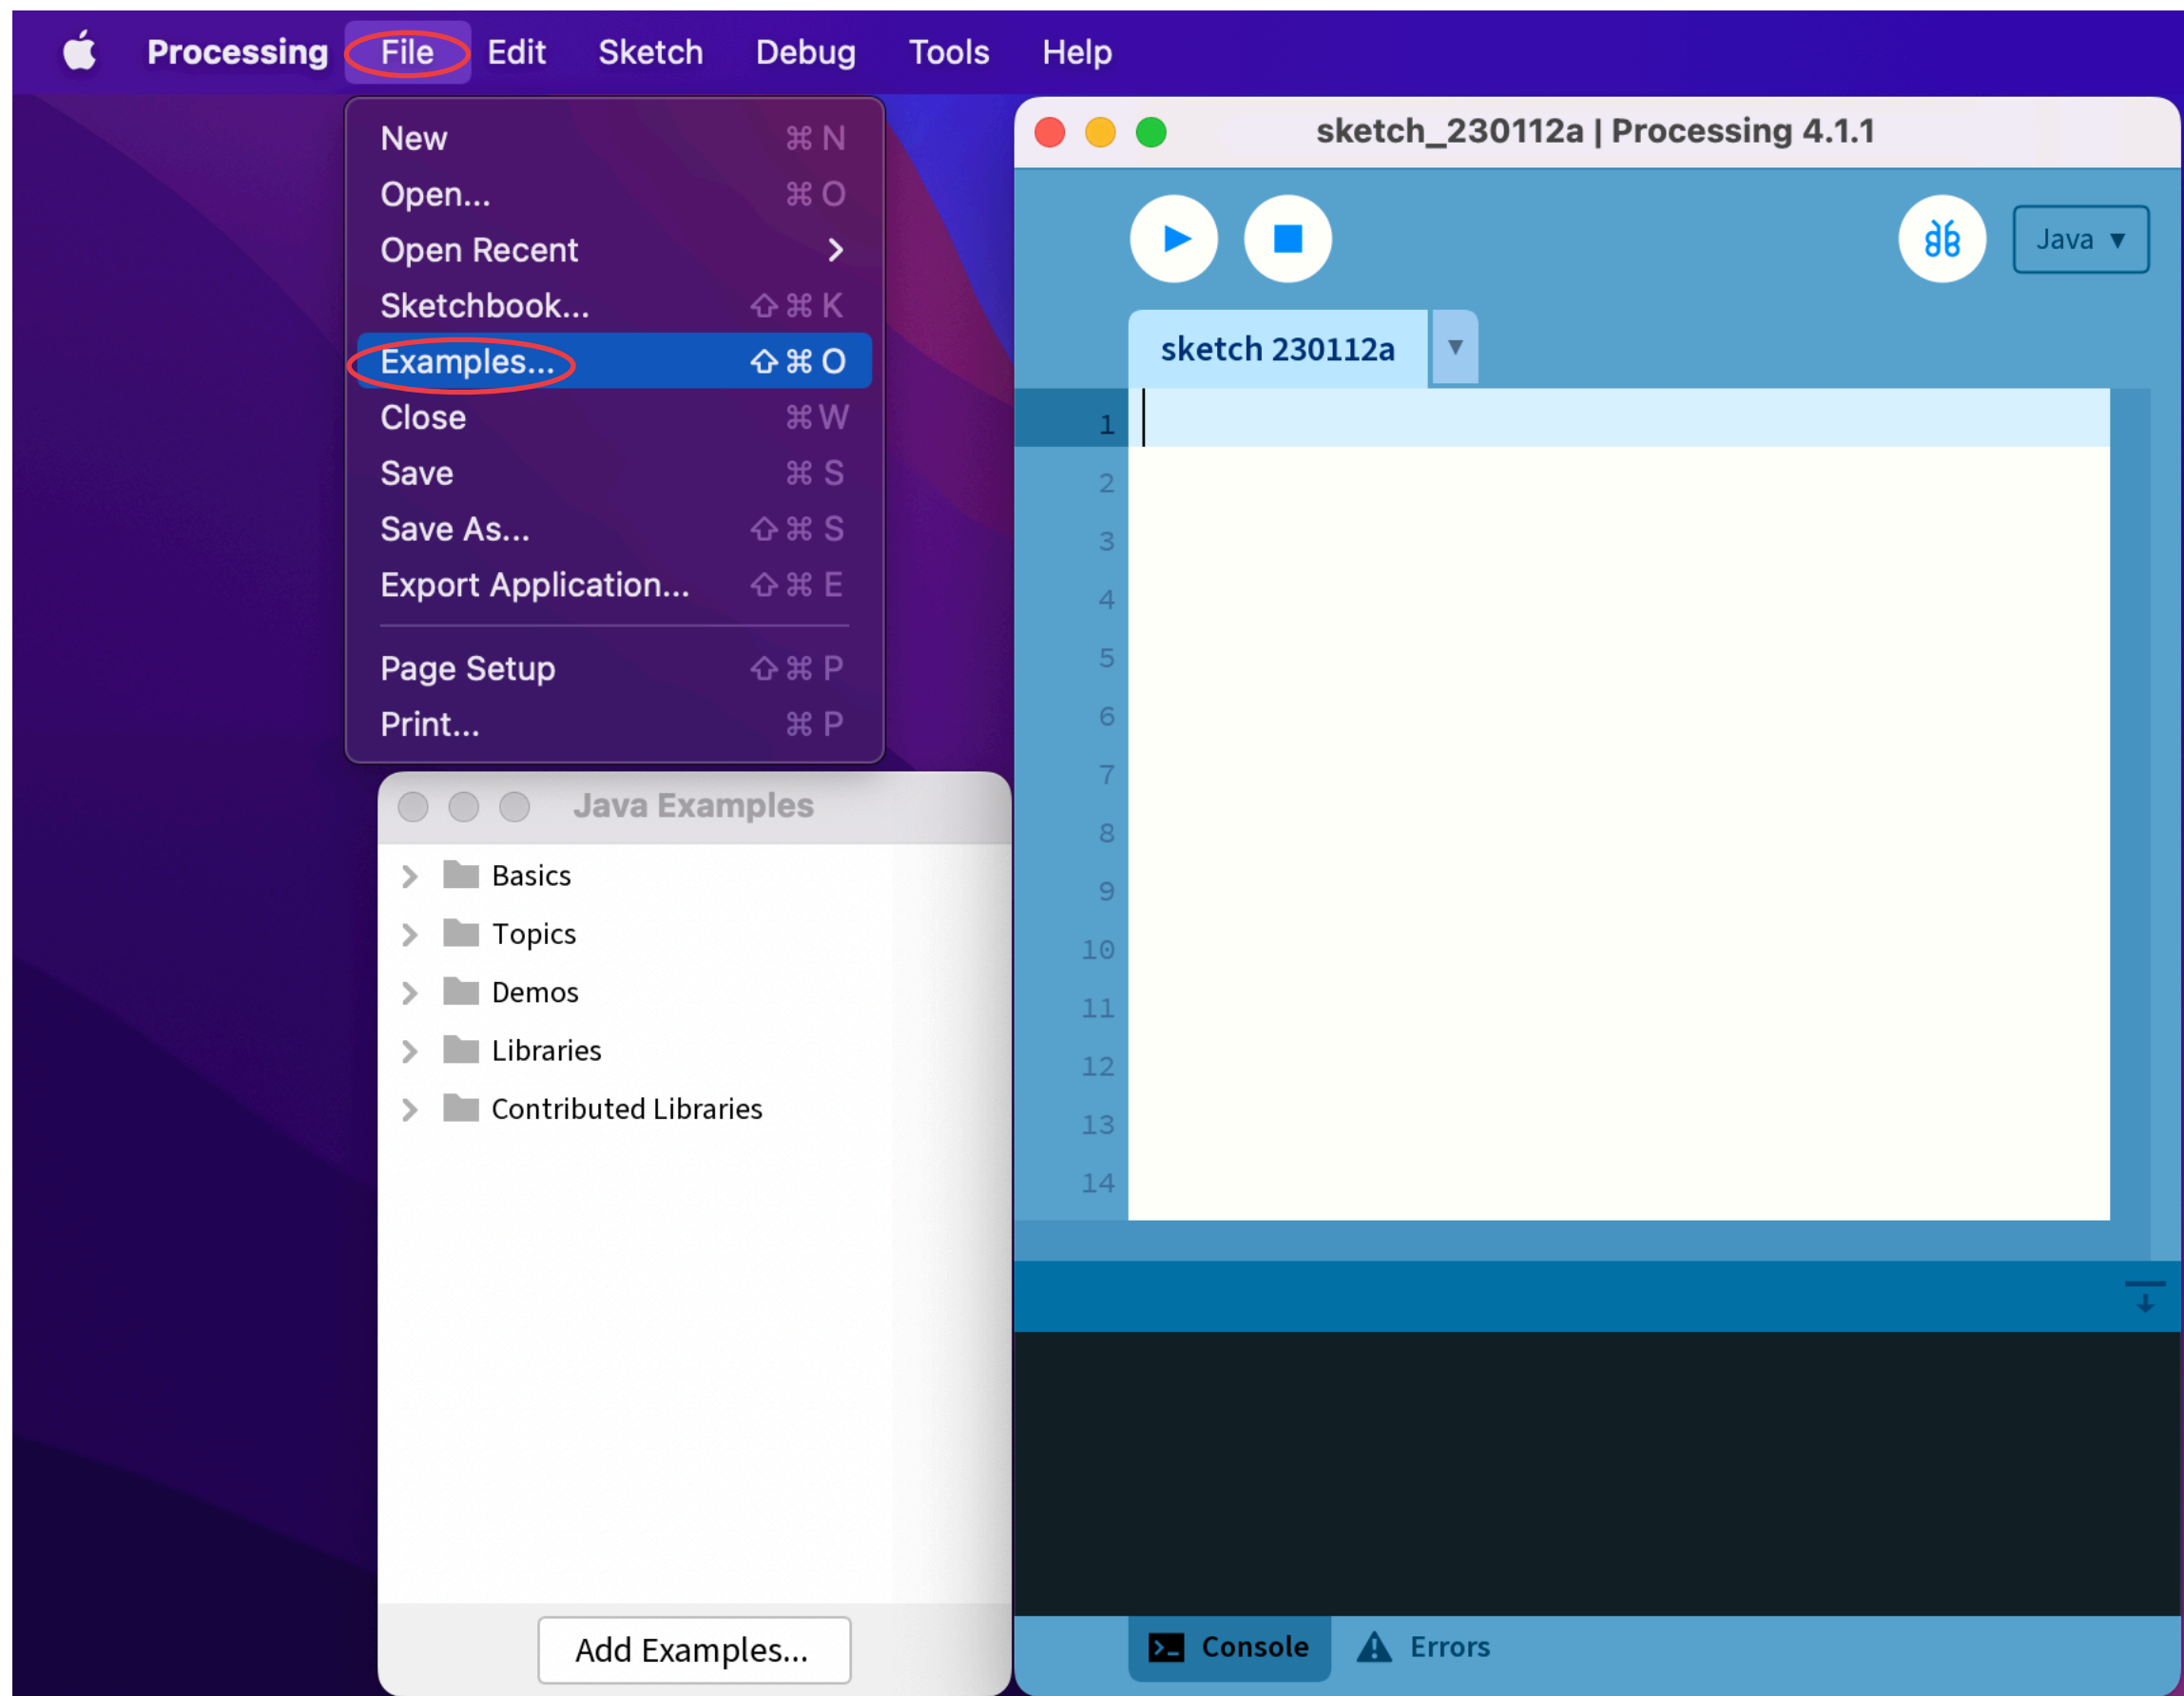 Processing File Edit Sketch Debug Tools Help
New ⌘ N
Open... ⌘ O
Open Recent
Sketchbook... ⇧ ⌘ K
Examples... ⇧ ⌘ O
Close ⌘ W
Save ⌘ S
Save As... ⇧ ⌘ S
Export Application... ⇧ ⌘ E
Page Setup ⇧ ⌘ P
Print... ⌘ P
Java Examples
Basics
Topics
Demos
Libraries
Contributed Libraries
Add Examples...
sketch_230112a | Processing 4.1.1
Java ▼
sketch 230112a ▼
1
2
3
4
5
6
7
8
9
10
11
12
13
14
Console Errors